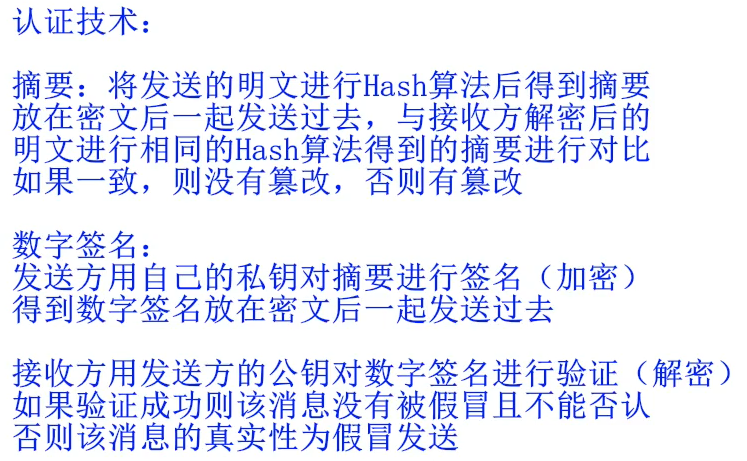 认证技术：
摘要：将发送的明文进行Hash算法后得到摘要
放在密文后一起发送过去，与接收方解密后的
明文进行相同的Hash算法得到的摘要进行对比
如果一致，则没有篡改，否则有篡改
数字签名：
发送方用自己的私钥对摘要进行签名（加密）
得到数字签名放在密文后一起发送过去
接收方用发送方的公钥对数字签名进行验证（解密）
如果验证成功则该消息没有被假冒且不能否认
否则该消息的真实性为假冒发送